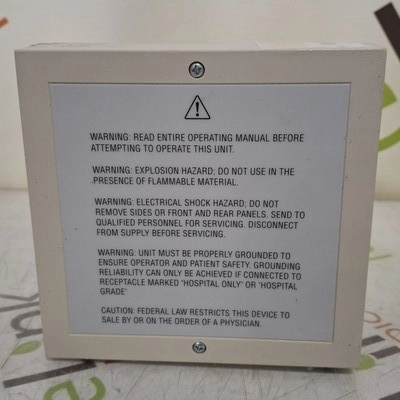 WARNING: READ ENTIRE OPERATING MANUAL BEFORE
ATTEMPTING TO OPERATE THIS UNIT.
WARNING: EXPLOSION HAZARD; DO NOT USE IN THE
PRESENCE OF FLAMMABLE MATERIAL.
WARNING: ELECTRICAL SHOCK HAZARD; DO NOT
REMOVE SIDES OR FRONT AND REAR PANELS. SEND TO
QUALIFIED PERSONNEL FOR SERVICING. DISCONNECT
FROM SUPPLY BEFORE SERVICING.
WARNING: UNIT MUST BE PROPERLY GROUNDED TO
ENSURE OPERATOR AND PATIENT SAFETY. GROUNDING
RELIABILITY CAN ONLY BE ACHIEVED IF CONNECTED TO
RECEPTACLE MARKED 'HOSPITAL ONLY' OR 'HOSPITAL
GRADE'
CAUTION: FEDERAL LAW RESTRICTS THIS DEVICE TO
SALE BY OR ON THE ORDER OF A PHYSICIAN.